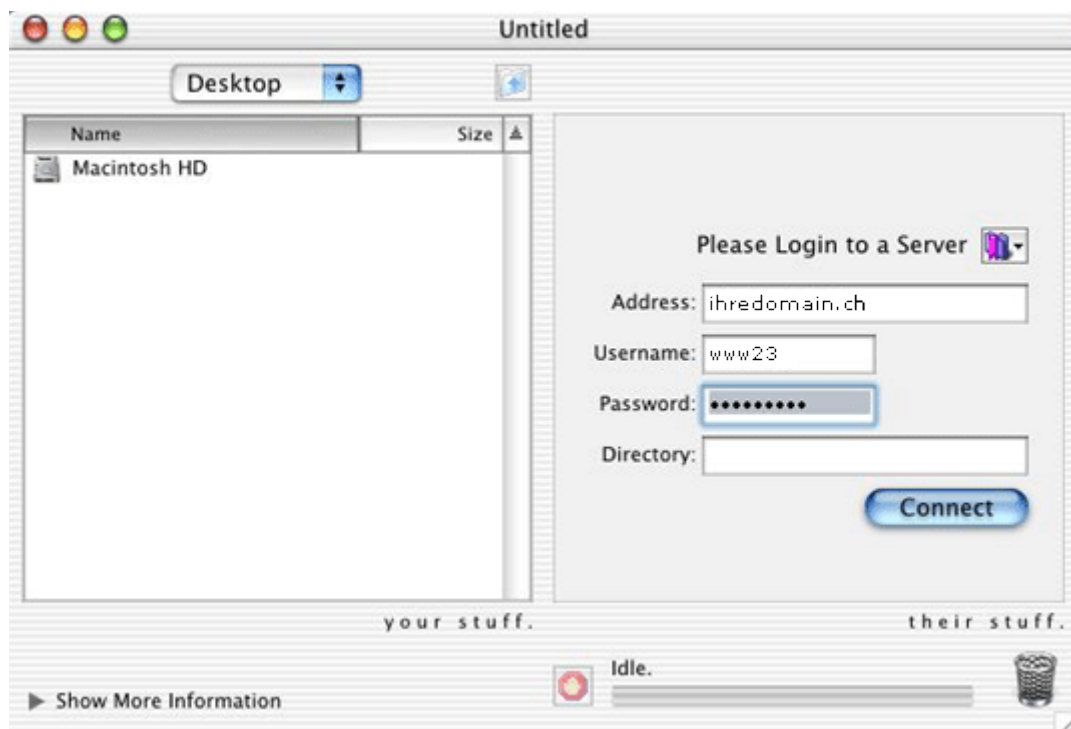 Untitled
Desktop
Name Size
Macintosh HD
Please Login to a Server
Address: ihredomain.ch
Username: www23
Password: •••••••••
Directory:
Connect
your stuff.
their stuff.
Idle.
Show More Information